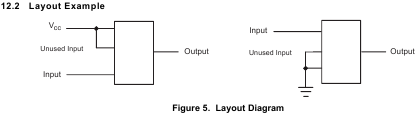 12.2 Layout Example
VCC
Unused Input
Input
Output
Input
Unused Input
Output
Figure 5. Layout Diagram